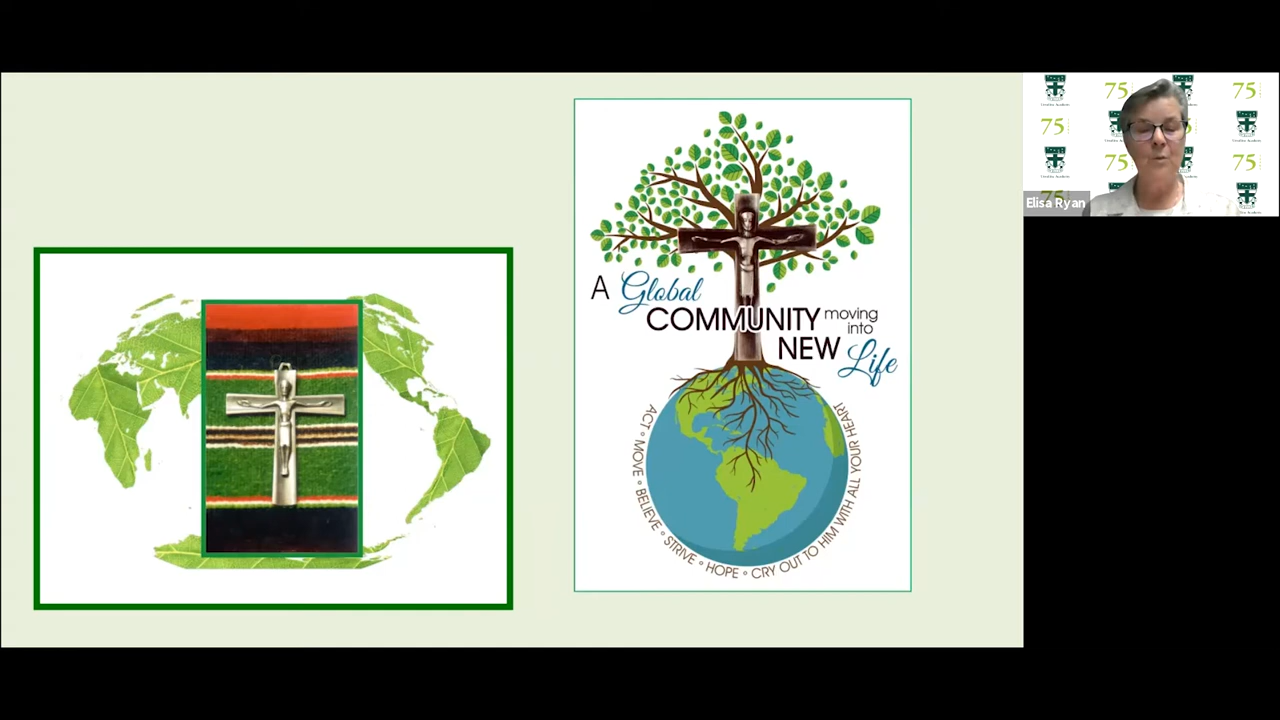 A Global
COMMUNITY moving
into
NEW Life
ACT ∘ MOVE ∘ BELIEVE ∘ STRIVE ∘ HOPE ∘ CRY OUT TO HIM WITH ALL YOUR HEART
75
75
75
75
75
75
Elisa Ryan